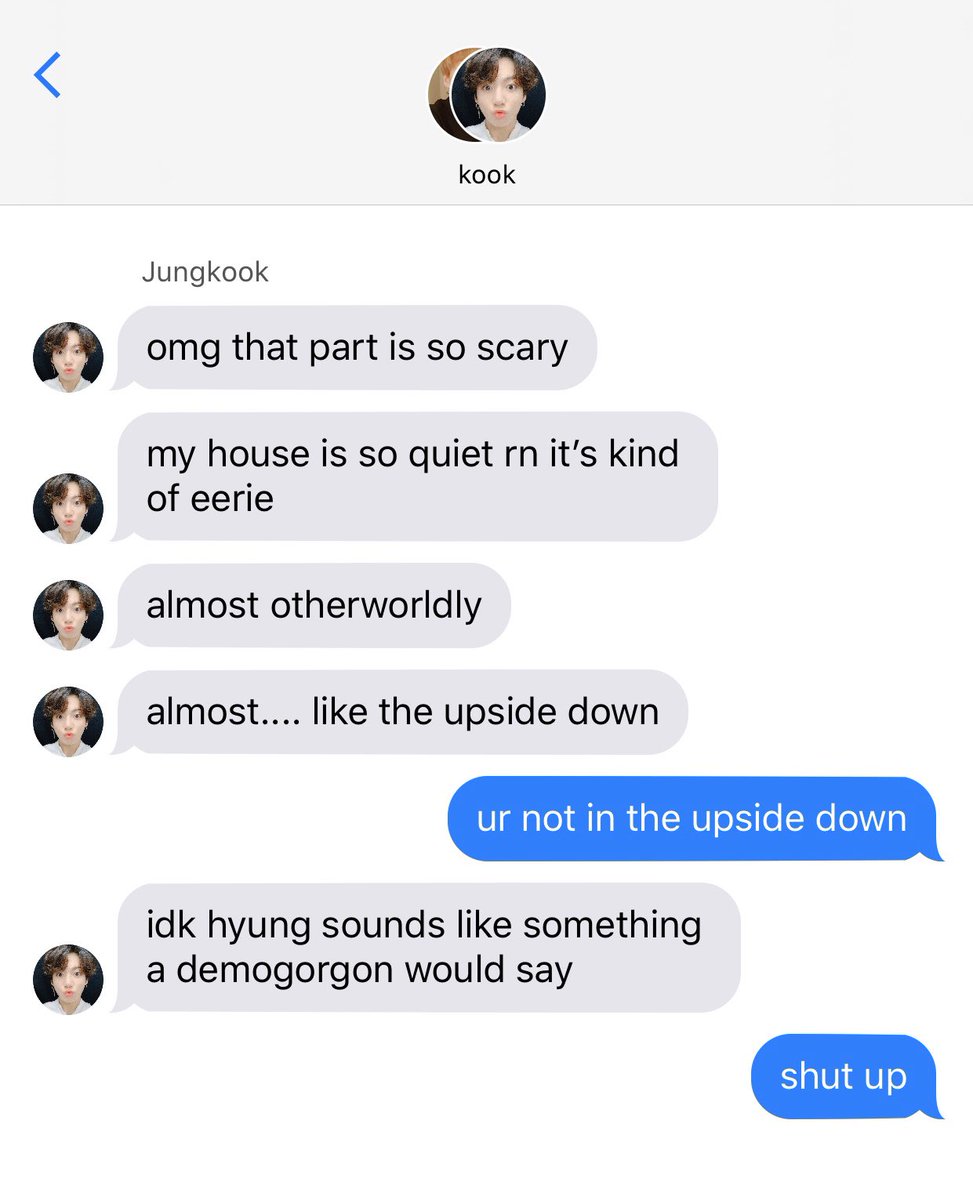 kook
Jungkook
omg that part is so scary
my house is so quiet rn it’s kind
of eerie
almost otherworldly
almost.... like the upside down
ur not in the upside down
idk hyung sounds like something
a demogorgon would say
shut up